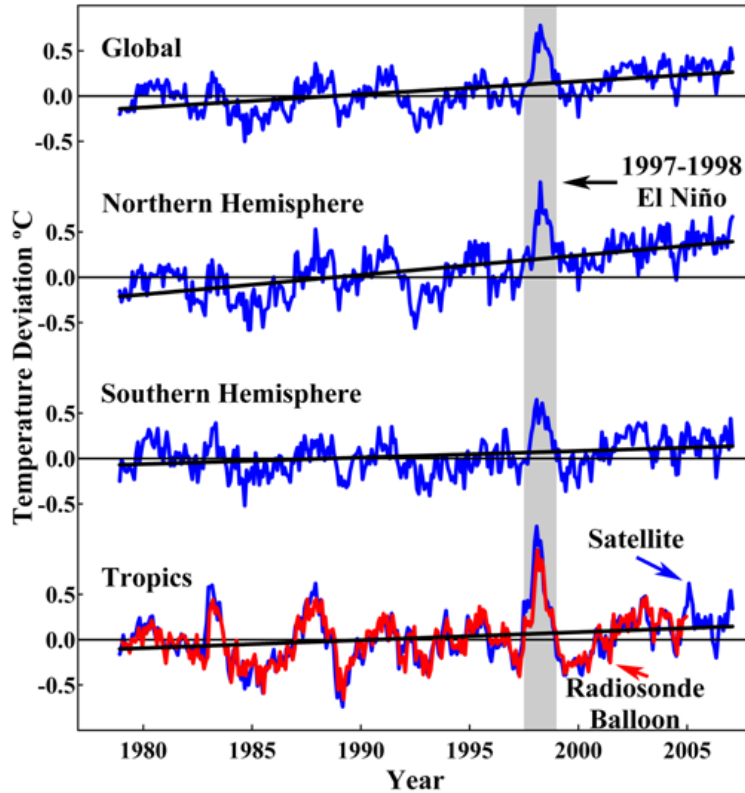 Global
0.5
0.0
-0.5
1997-1998
El Niño
Northern Hemisphere
0.5
0.0
-0.5
Southern Hemisphere
0.5
0.0
-0.5
Satellite
Tropics
0.5
0.0
-0.5
Radiosonde
Balloon
Temperature Deviation ºC
1980 1985 1990 1995 2000 2005
Year